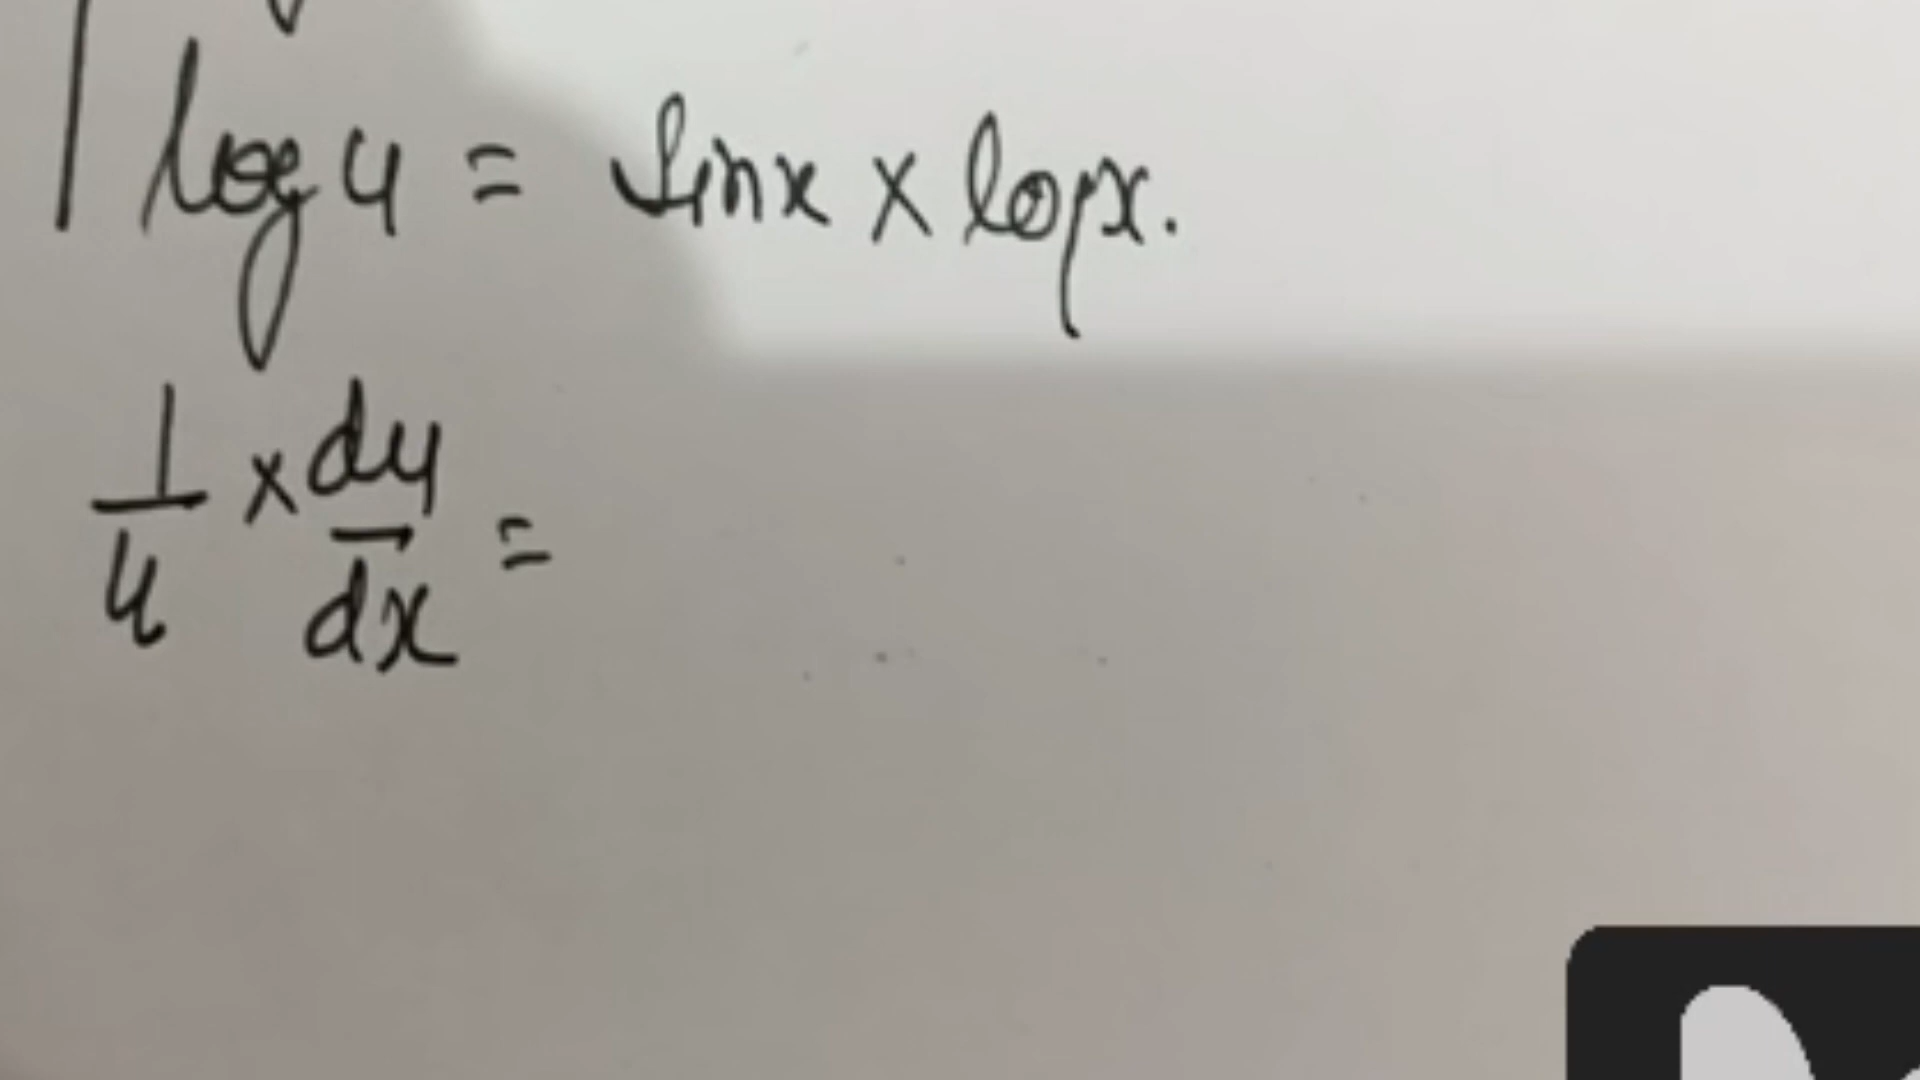 log y = sinx × logx.
1/y × dy/dx =